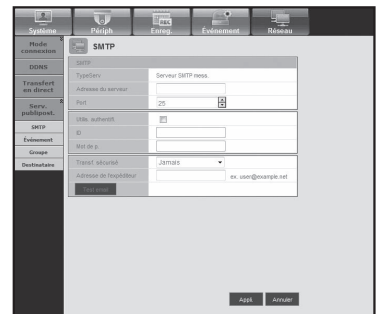 Système Périph Enreg. Événement Réseau
Mode connexion
DDNS
Transfert en direct
Serv. publipost.
SMTP
Événement
Groupe
Destinataire
SMTP
SMTP
TypeServ Serveur SMTP mess.
Adresse du serveur
Port 25
Utilis. authentifi.
ID
Mot de p.
Transf. sécurisé Jamais
Adresse de l'expéditeur ex. user@example.net
Test email
Appli Annuler